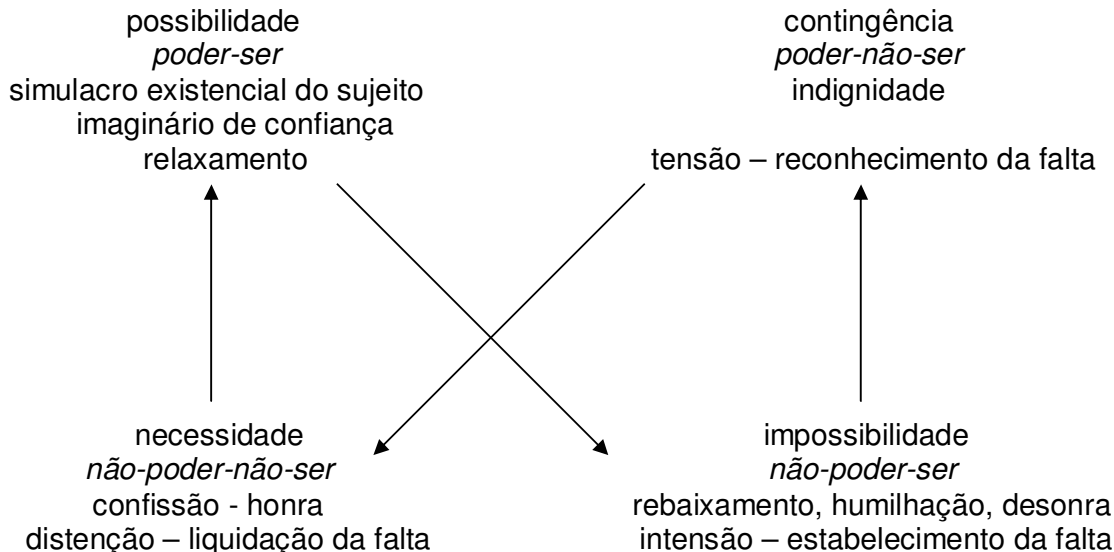 possibilidade
poder-ser
simulacro existencial do sujeito
imaginário de confiança
relaxamento
contingência
poder-não-ser
indignidade
tensão – reconhecimento da falta
necessidade
não-poder-não-ser
confissão - honra
distenção – liquidação da falta
impossibilidade
não-poder-ser
rebaixamento, humilhação, desonra
intensão – estabelecimento da falta